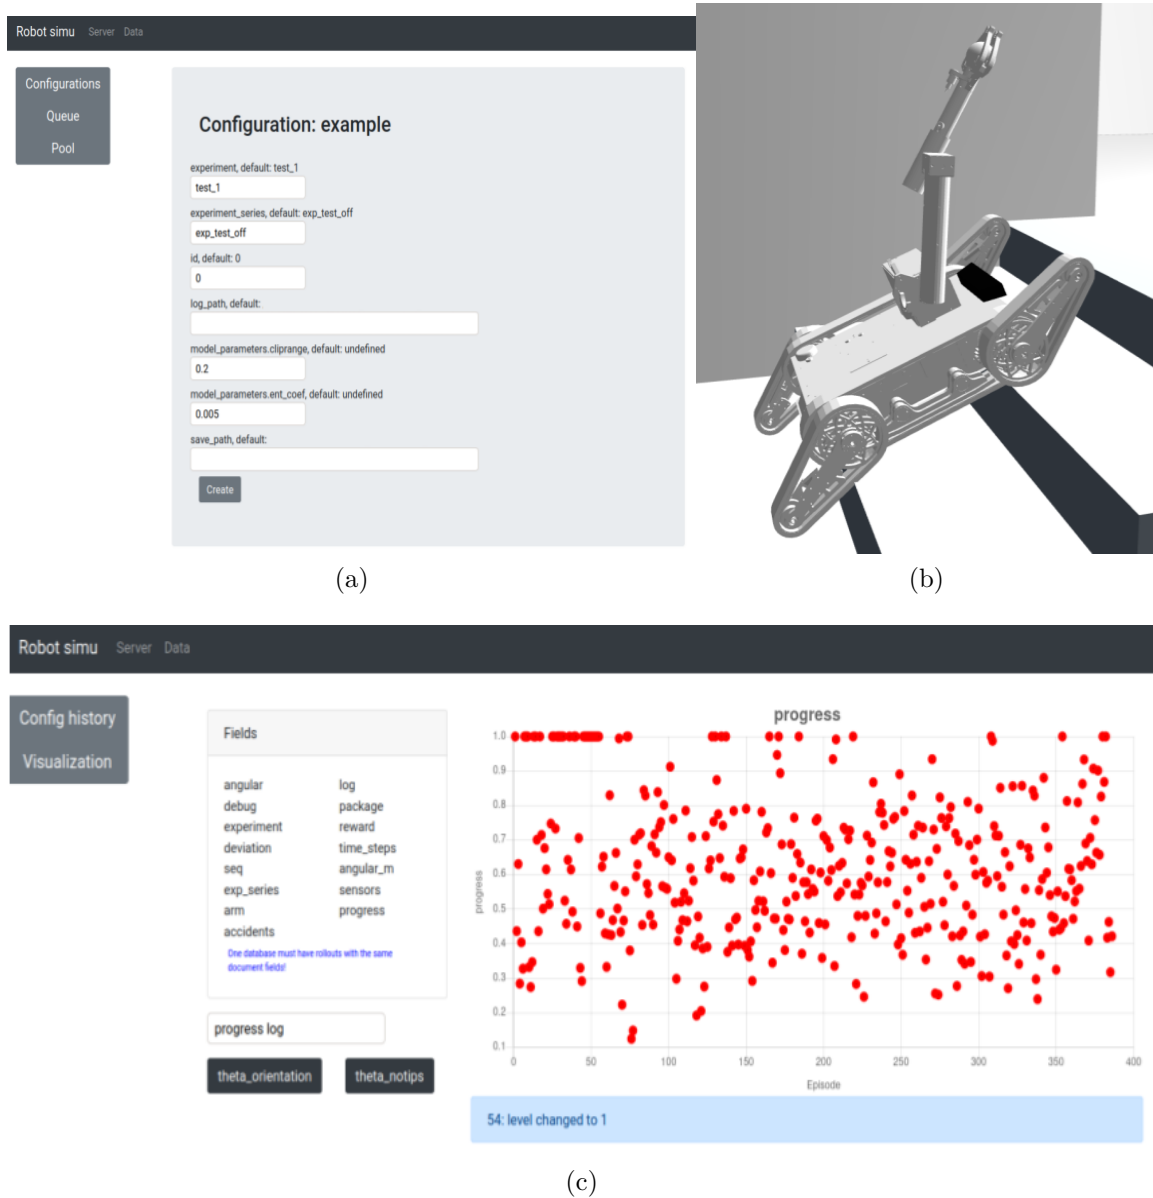 Robot simu Server Data
Configurations
Queue
Pool
Configuration: example
experiment, default: test_1
test_1
experiment_series, default: exp_test_off
exp_test_off
id, default: 0
0
log_path, default:
model_parameters.cliprange, default: undefined
0.2
model_parameters.ent_coef, default: undefined
0.005
save_path, default:
Create
(a)
(b)
Robot simu Server Data
Config history
Visualization
Fields
angular log
debug package
experiment reward
deviation time_steps
seq angular_m
exp_series sensors
arm progress
accidents
One database must have rollouts with the same
document fields!
progress log
theta_orientation theta_notips
progress
progress
1.0
0.9
0.8
0.7
0.6
0.5
0.4
0.3
0.2
0.1
0 50 100 150 200 250 300 350 400
Episode
54: level changed to 1
(c)